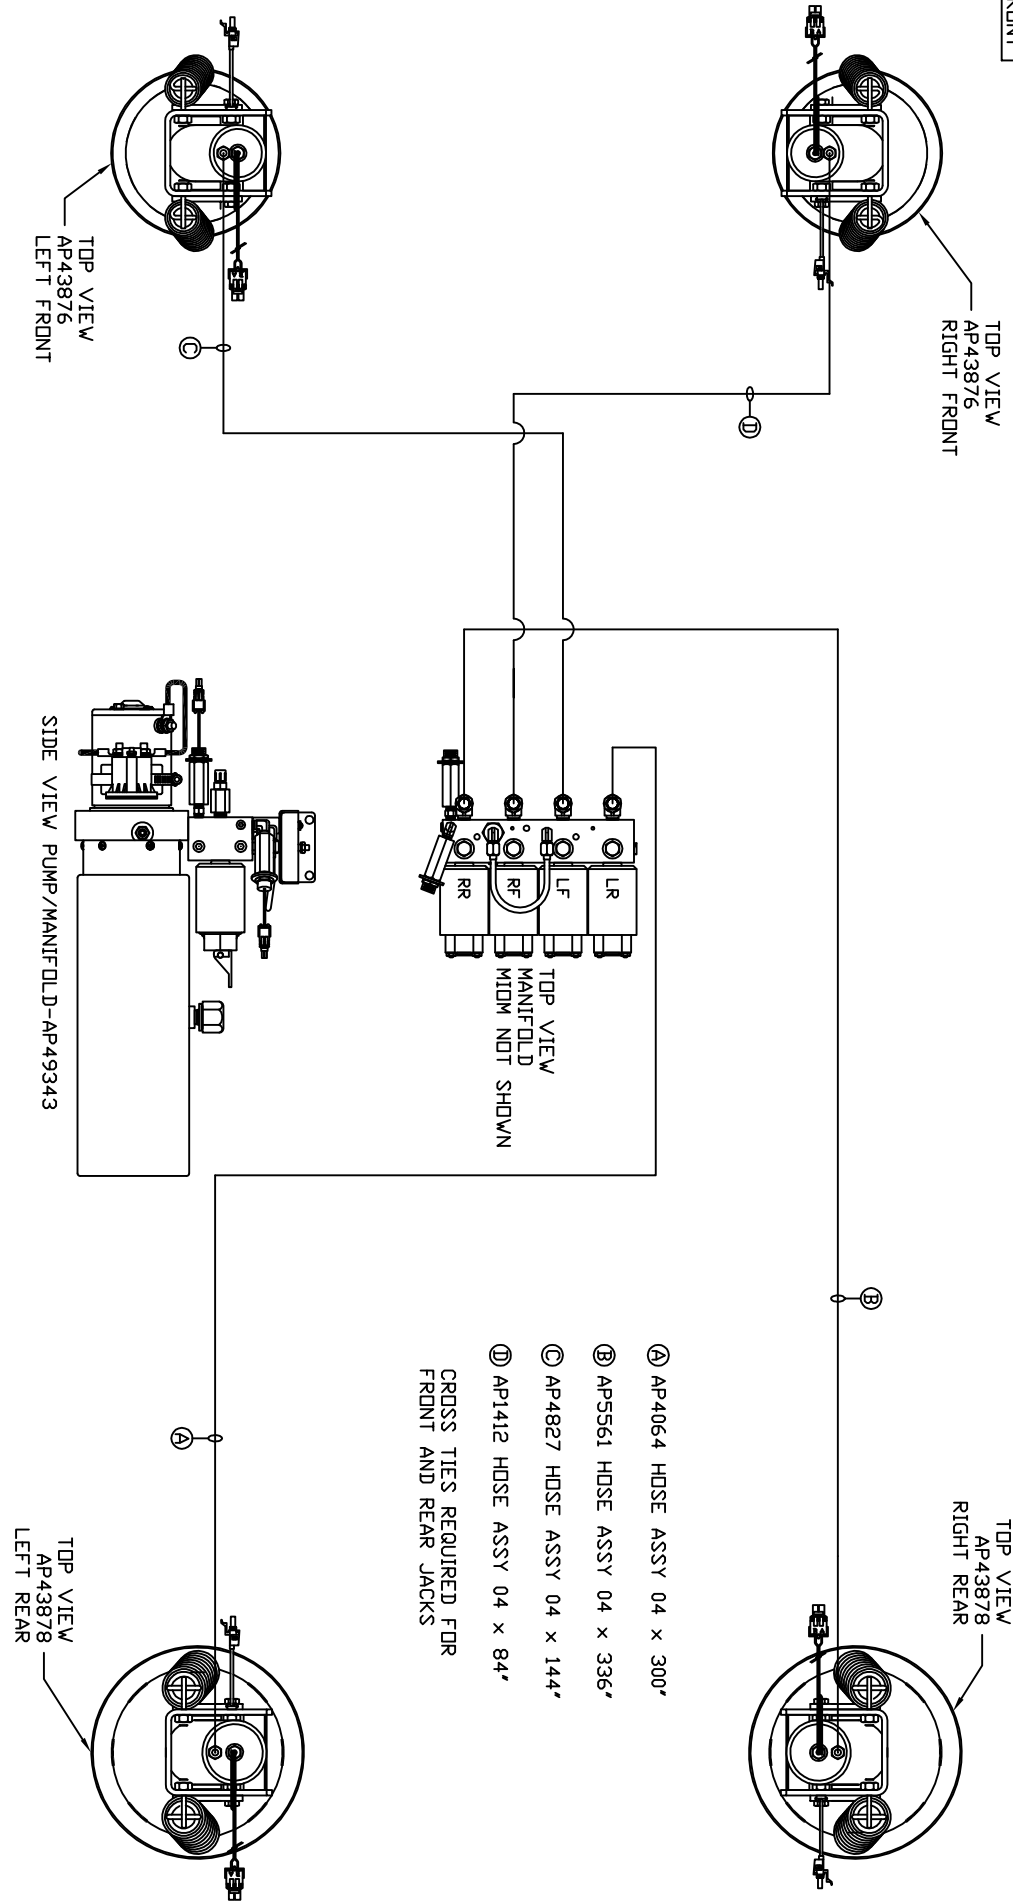 TOP VIEW
AP43876
RIGHT FRONT
TOP VIEW
AP43878
RIGHT REAR
D
B
C
A
LR
LF
RF
RR
TOP VIEW
MANIFOLD
MIOM NOT SHOWN
A AP4064 HOSE ASSY 04 x 300"
B AP5561 HOSE ASSY 04 x 336"
C AP4827 HOSE ASSY 04 x 144"
D AP1412 HOSE ASSY 04 x 84"
CROSS TIES REQUIRED FOR
FRONT AND REAR JACKS
TOP VIEW
AP43876
LEFT FRONT
SIDE VIEW PUMP/MANIFOLD-AP49343
TOP VIEW
AP43878
LEFT REAR